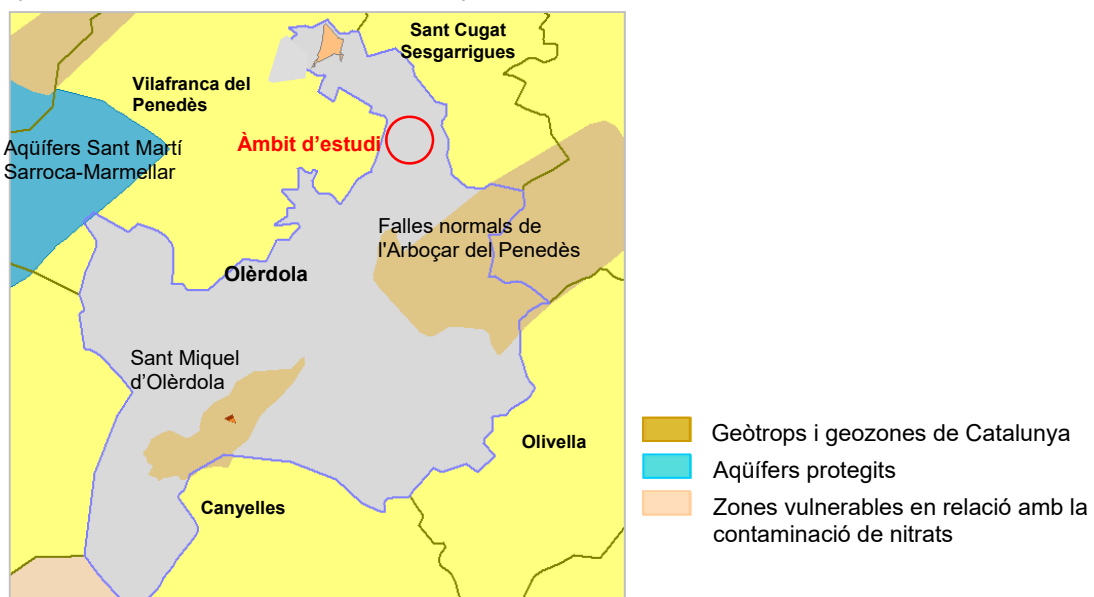 Sant Cugat
Sesgarrigues
Vilafranca del
Penedès
Àmbit d'estudi
Aqüífers Sant Martí
Sarroca-Marmellar
Falles normals de
l'Arboçar del Penedès
Olèrdola
Sant Miquel
d'Olèrdola
Olivella
Canyelles
Geòtrops i geozones de Catalunya
Aqüífers protegits
Zones vulnerables en relació amb la
contaminació de nitrats